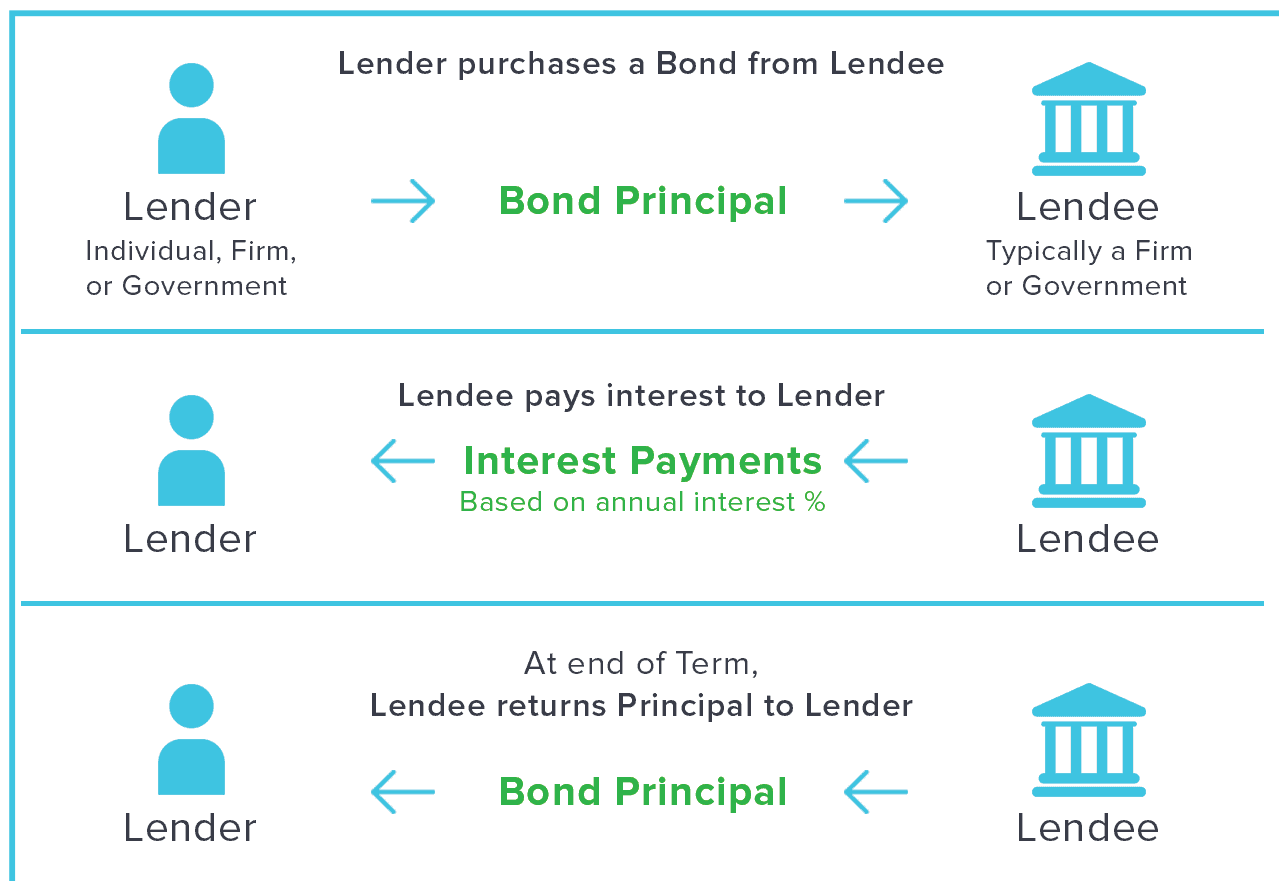 Lender purchases a Bond from Lendee
Lender
Individual, Firm,
or Government
Bond Principal
Lendee
Typically a Firm
or Government
Lendee pays interest to Lender
Interest Payments
Based on annual interest %
Lender
Lendee
At end of Term,
Lendee returns Principal to Lender
Bond Principal
Lender
Lendee